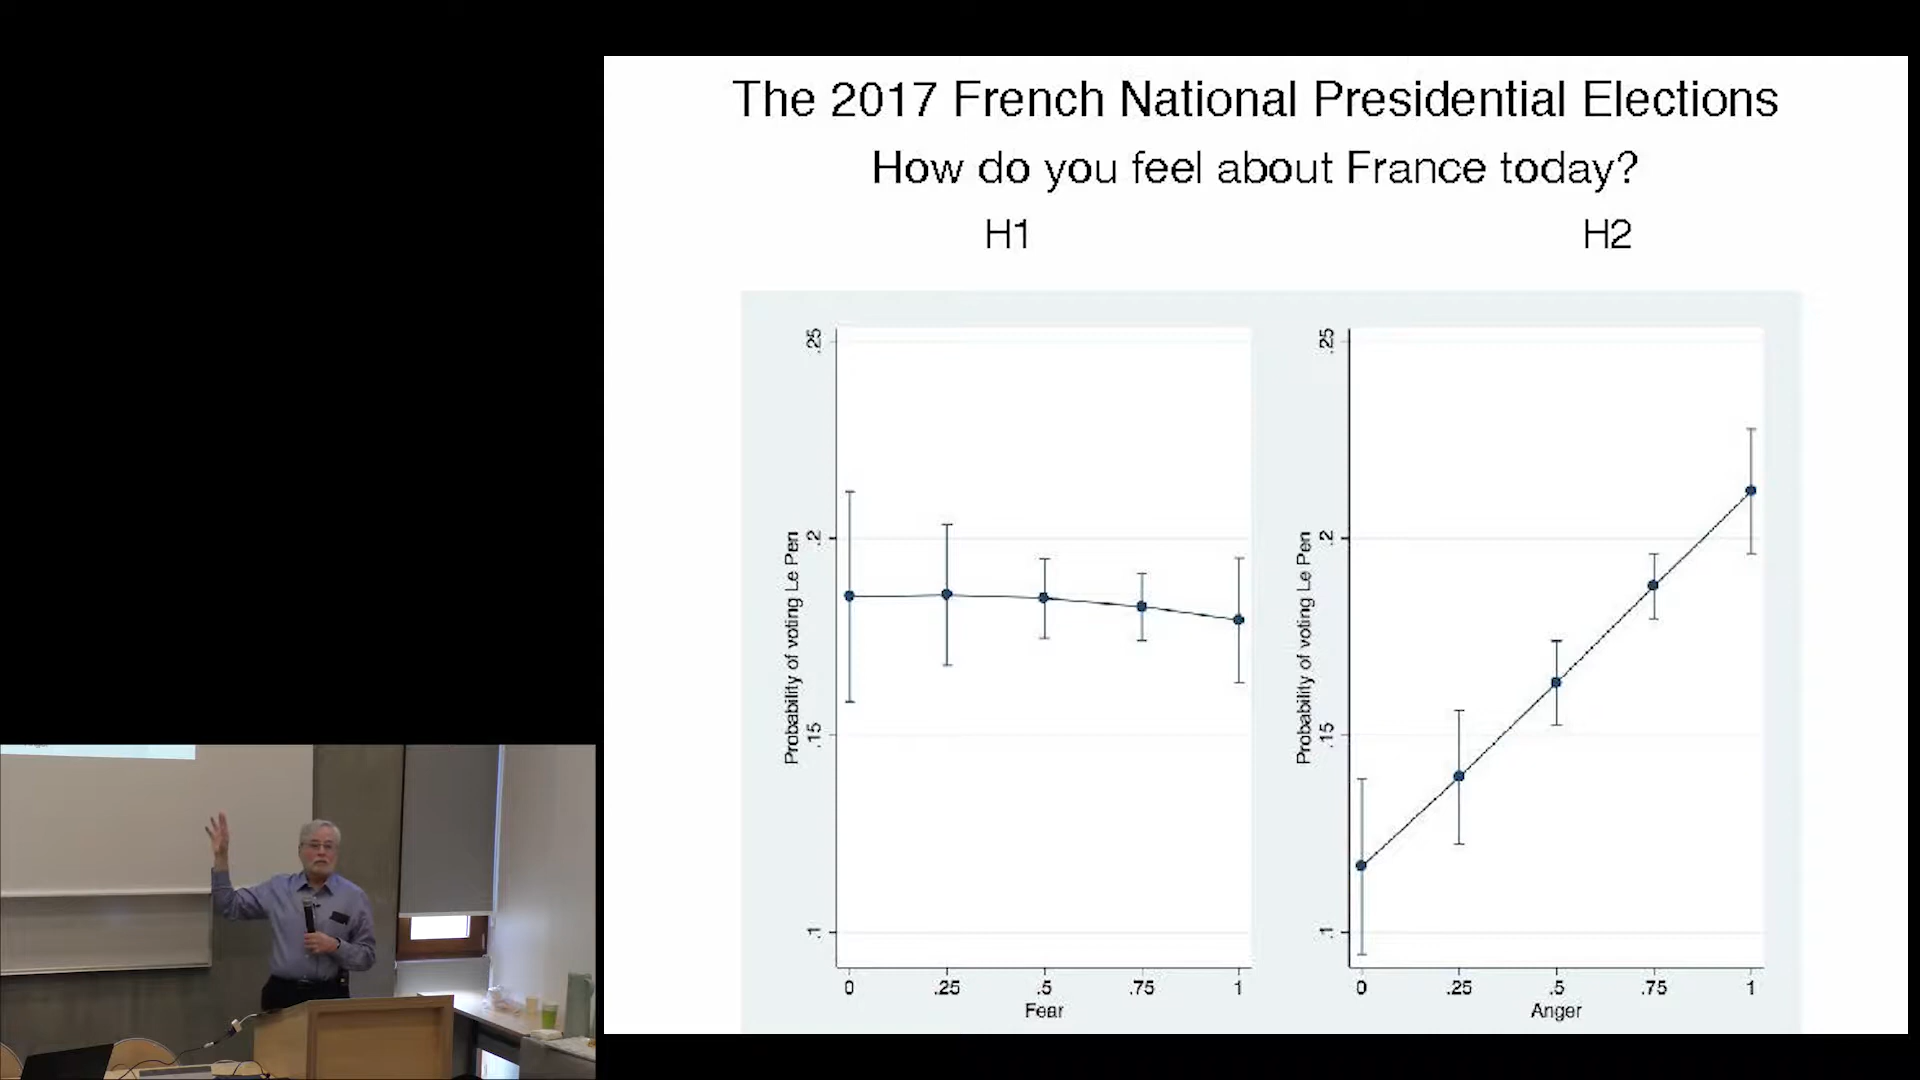 The 2017 French National Presidential Elections
How do you feel about France today?
H1
H2
Probability of voting Le Pen
.25
.2
.15
.1
0 .25 .5 .75 1
Fear
Probability of voting Le Pen
.25
.2
.15
.1
0 .25 .5 .75 1
Anger